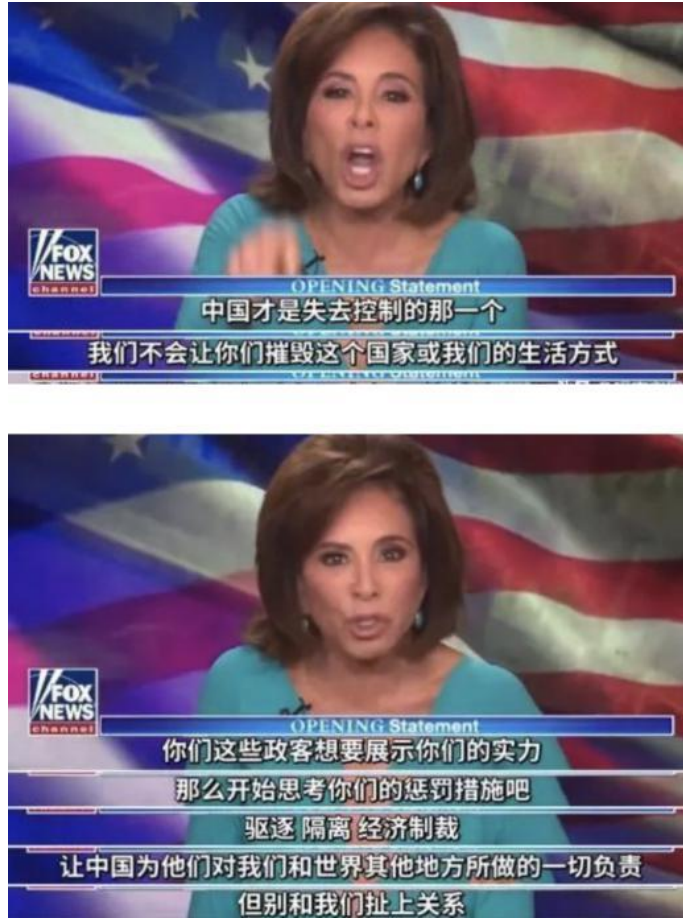 FOX
NEWS
channel
OPENING Statement
中国才是失去控制的那一个
我们不会让你们摧毁这个国家或我们的生活方式
FOX
NEWS
channel
OPENING Statement
你们这些政客想要展示你们的实力
那么开始思考你们的惩罚措施吧
驱逐 隔离 经济制裁
让中国为他们对我们和世界其他地方所做的一切负责
但别和我们扯上关系